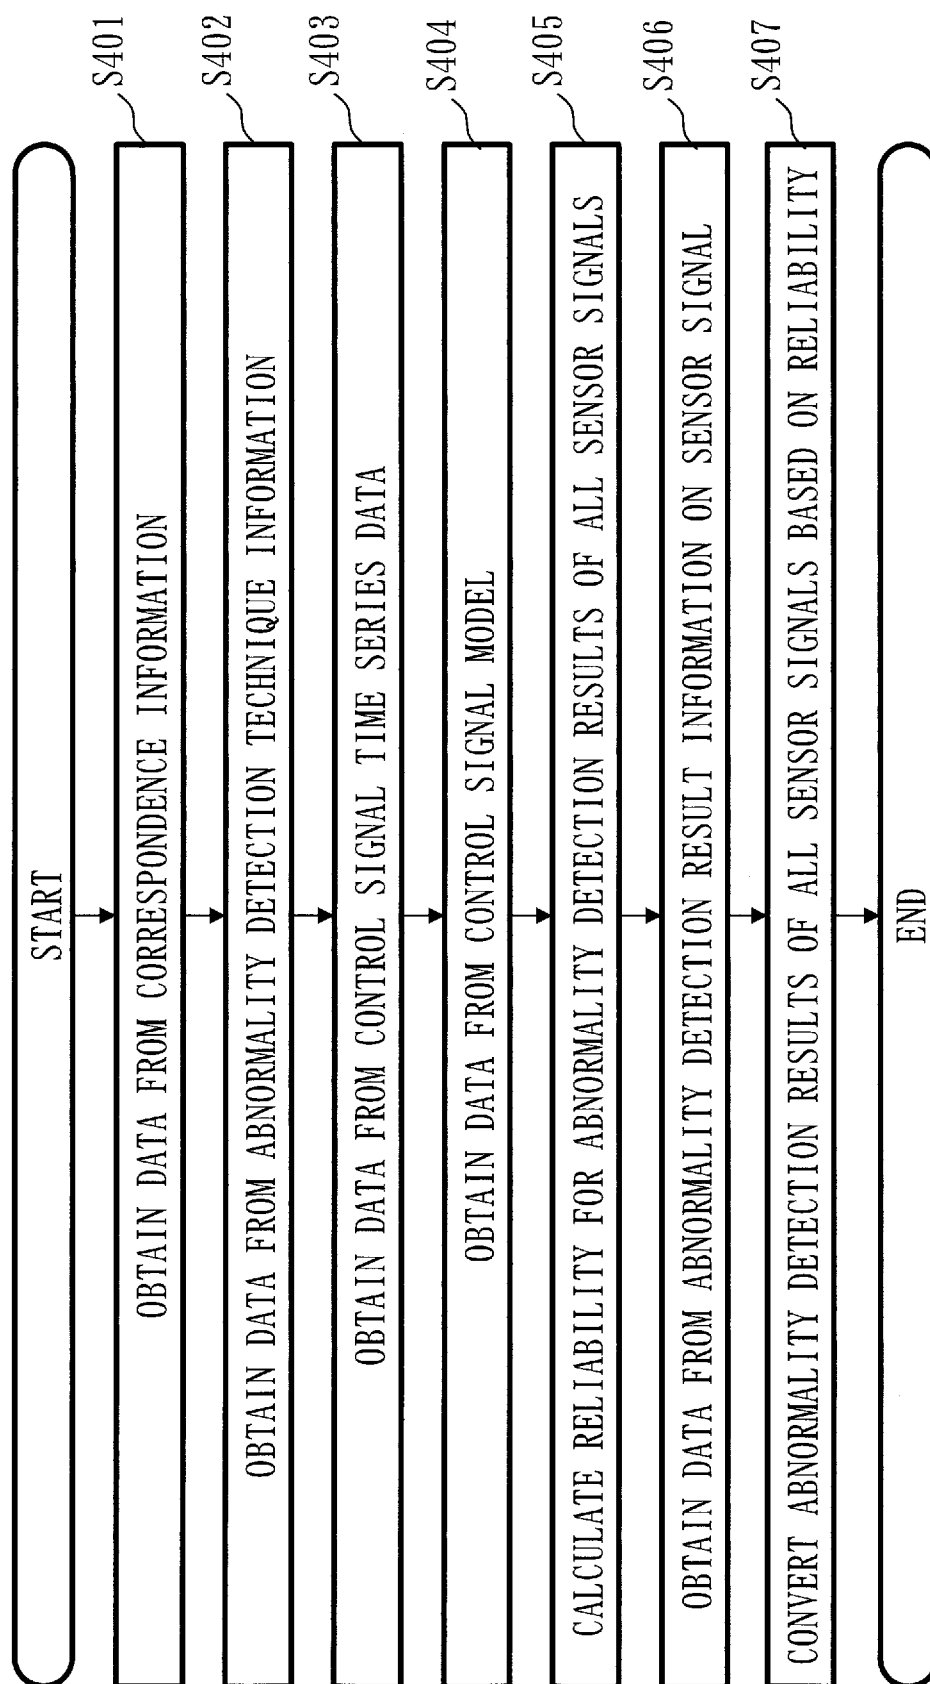 START
OBTAIN DATA FROM CORRESPONDENCE INFORMATION
S401
OBTAIN DATA FROM ABNORMALITY DETECTION TECHNIQUE INFORMATION
S402
OBTAIN DATA FROM CONTROL SIGNAL TIME SERIES DATA
S403
OBTAIN DATA FROM CONTROL SIGNAL MODEL
S404
CALCULATE RELIABILITY FOR ABNORMALITY DETECTION RESULTS OF ALL SENSOR SIGNALS
S405
OBTAIN DATA FROM ABNORMALITY DETECTION RESULT INFORMATION ON SENSOR SIGNAL
S406
CONVERT ABNORMALITY DETECTION RESULTS OF ALL SENSOR SIGNALS BASED ON RELIABILITY
S407
END